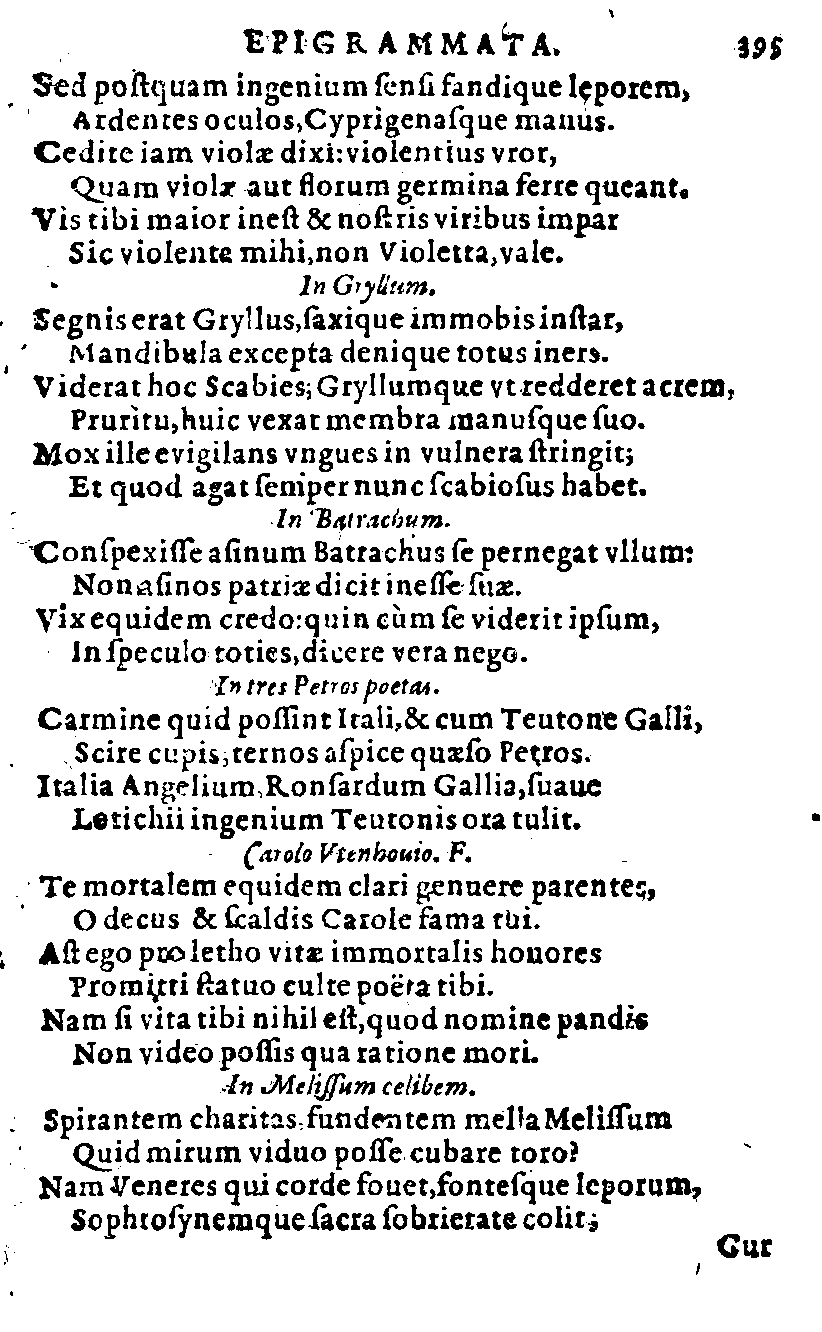 EPIGRAMMATA. 395
Sed poſtquam ingenium ſenſi fandique lęporem,
Ardentes oculos,Cyprigenaſque manus.
Cedite iam violæ dixi:violentius vror,
Quam violæ aut florum germina ferre queant.
Vis tibi maior ineſt & noſtris viribus impar
Sic violenta mihi,non Violetta,vale.
In Gryllum.
Segnis erat Gryllus,ſaxique immobis inſtar,
Mandibula excepta denique totus iners.
Viderat hoc Scabies;Gryllumque vt redderet acrem,
Pruritu,huic vexat membra manuſque ſuo.
Mox ille evigilans vngues in vulnera ſtringit;
Et quod agat ſemper nunc ſcabioſus habet.
In Batrachum.
Conſpexiſſe aſinum Batrachus ſe pernegat vllum:
Non aſinos patriæ dicit ineſſe ſuæ.
Vix equidem credo:quin cùm ſe viderit ipſum,
In ſpeculo toties,dicere vera nego.
In tres Petros poetas.
Carmine quid poſſint Itali,& cum Teutone Galli,
Scire cupis,ternos aſpice quæſo Petros.
Italia Angelium,Ronſardum Gallia,ſuaue
Lotichii ingenium Teutonis ora tulit.
Carolo Vtenhouio. F.
Te mortalem equidem clari genuere parentes,
O decus & ſcaldis Carole fama tui.
Aſt ego pro letho vitæ immortalis honores
Promitti ſtatuo culte poëta tibi.
Nam ſi vita tibi nihil eſt,quod nomine pandis
Non video poſſis qua ratione mori.
In Meliſſum celibem.
Spirantem charitas,fundentem mella Meliſſum
Quid mirum viduo poſſe cubare toro?
Nam Veneres qui corde fouet,fonteſque leporum,
Sophroſynemque ſacra ſobrietate colit;
Cur